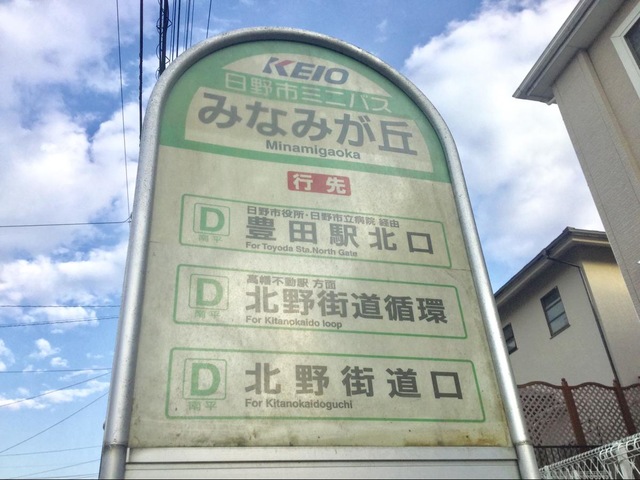 KEIO
日野市ミニバス
みなみが丘
Minamigaoka
行先
D
南平
日野市役所・日野市立病院 経由
豊田駅北口
For Toyoda Sta.North Gate
D
南平
高幡不動駅 方面
北野街道循環
For Kitanokaido loop
D
南平
北野街道口
For Kitanokaidoguchi